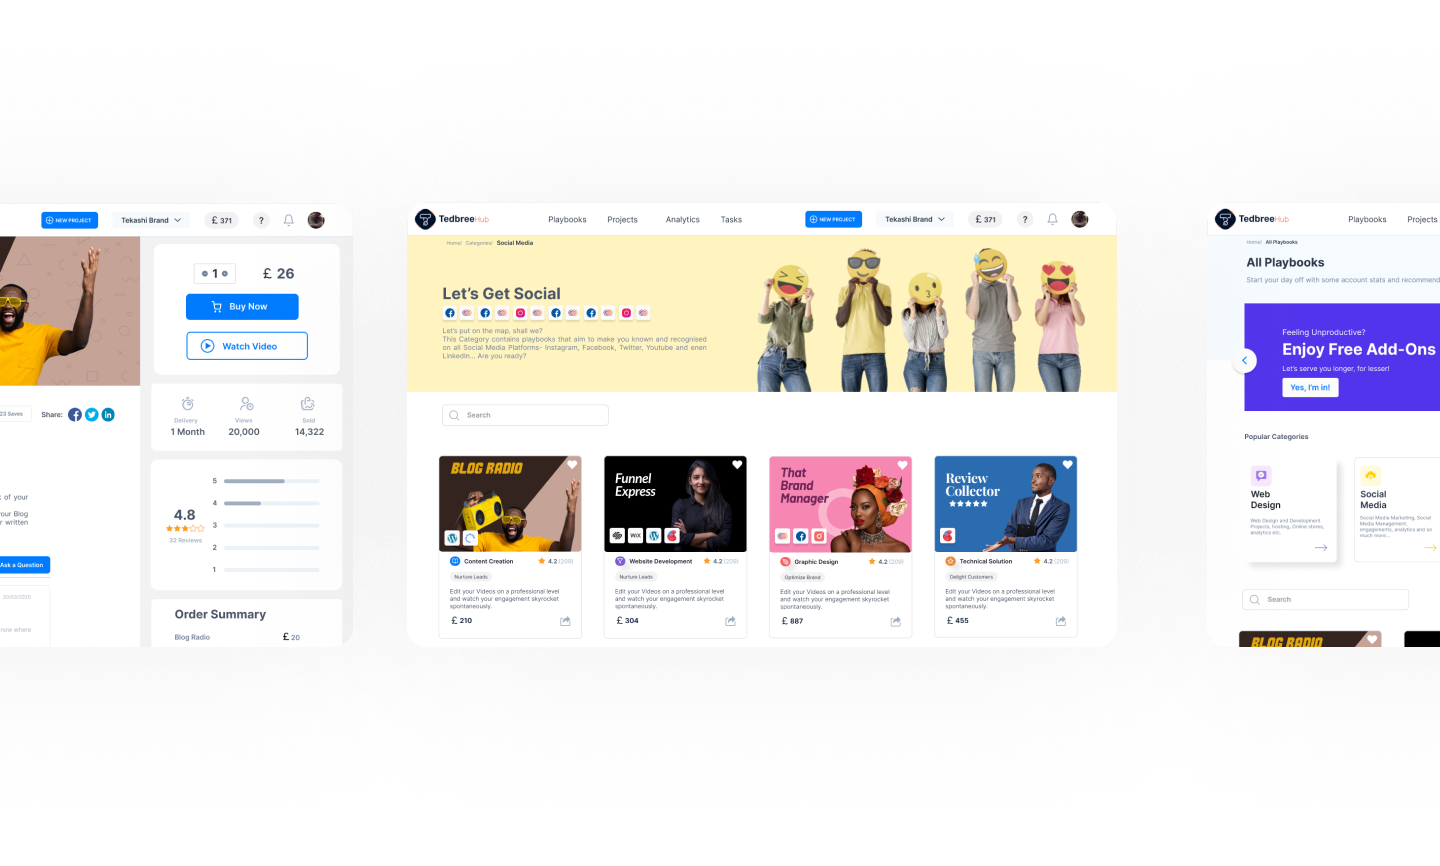 NEW PROJECT
Tekashi Brand
£ 371
?
1
£ 26
Buy Now
Watch Video
23 Saves
Share:
Delivery
1 Month
Views
20,000
Sold
14,322
of your
your Blog
r written
5
4
3
2
1
4.8
32 Reviews
Ask a Question
20/03/2020
now where
Order Summary
Blog Radio
£ 20
TedbreeHub
Playbooks
Projects
Analytics
Tasks
NEW PROJECT
Tekashi Brand
£ 371
?
Home/ Categories/ Social Media
Let's Get Social
Let's put on the map, shall we?
This Category contains playbooks that aim to make you known and recognised
on all Social Media Platforms- Instagram, Facebook, Twitter, Youtube and enen
LinkedIn... Are you ready?
Search
BLOG RADIO
Content Creation
4.2 (209)
Nurture Leads
Edit your Videos on a professional level
and watch your engagement skyrocket
spontaneously.
£ 210
Funnel
Express
WiX
Website Development
4.2 (209)
Nurture Leads
Edit your Videos on a professional level
and watch your engagement skyrocket
spontaneously.
£ 304
That
Brand
Manager
Graphic Design
4.2 (209)
Optimize Brand
Edit your Videos on a professional level
and watch your engagement skyrocket
spontaneously.
£ 887
Review
Collector
Technical Solution
4.2 (209)
Delight Customers
Edit your Videos on a professional level
and watch your engagement skyrocket
spontaneously.
£ 455
TedbreeHub
Playbooks
Projects
Home/ All Playbooks
All Playbooks
Start your day off with some account stats and recommend
Feeling Unproductive?
Enjoy Free Add-Ons
Let's serve you longer, for lesser!
Yes, I'm in!
Popular Categories
Web
Design
Web Design and Development
Projects, hosting, Online stores,
analytics etc.
Social
Media
Social Media Marketing, Social
Media Management,
engagements, analytics and so
much more...
Search
BLOG RADIO